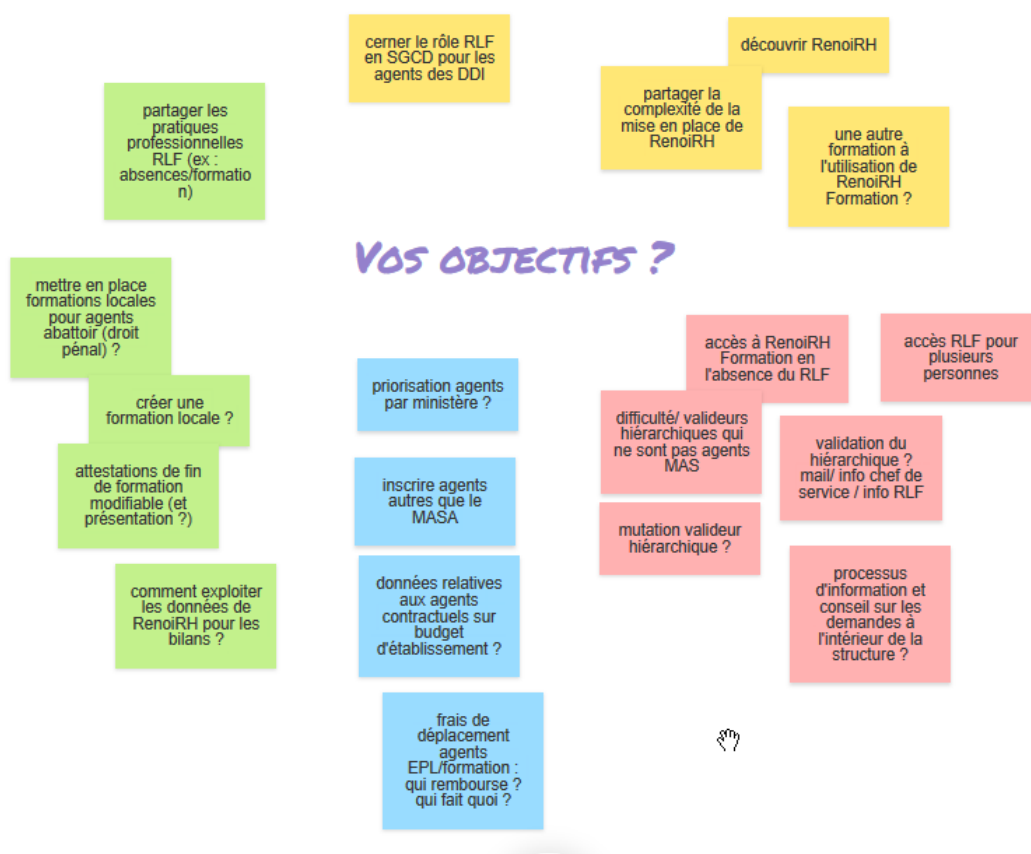 cerner le rôle RLF
en SGCD pour les
agents des DDI
découvrir RenoiRH
partager la
complexité de la
mise en place de
RenoiRH
une autre
formation à
l'utilisation de
RenoiRH
Formation ?
partager les
pratiques
professionnelles
RLF (ex :
absences/formatio
n)
Vos objectifs ?
mettre en place
formations locales
pour agents
abattoir (droit
pénal) ?
créer une
formation locale ?
attestations de fin
de formation
modifiable (et
présentation ?)
comment exploiter
les données de
RenoiRH pour les
bilans ?
priorisation agents
par ministère ?
inscrire agents
autres que le
MASA
données relatives
aux agents
contractuels sur
budget
d'établissement ?
frais de
déplacement
agents
EPL/formation :
qui rembourse ?
qui fait quoi ?
accès à RenoiRH
Formation en
l'absence du RLF
accès RLF pour
plusieurs
personnes
difficulté/ valideurs
hiérarchiques qui
ne sont pas agents
MAS
validation du
hiérarchique ?
mail/ info chef de
service / info RLF
mutation valideur
hiérarchique ?
processus
d'information et
conseil sur les
demandes à
l'intérieur de la
structure ?